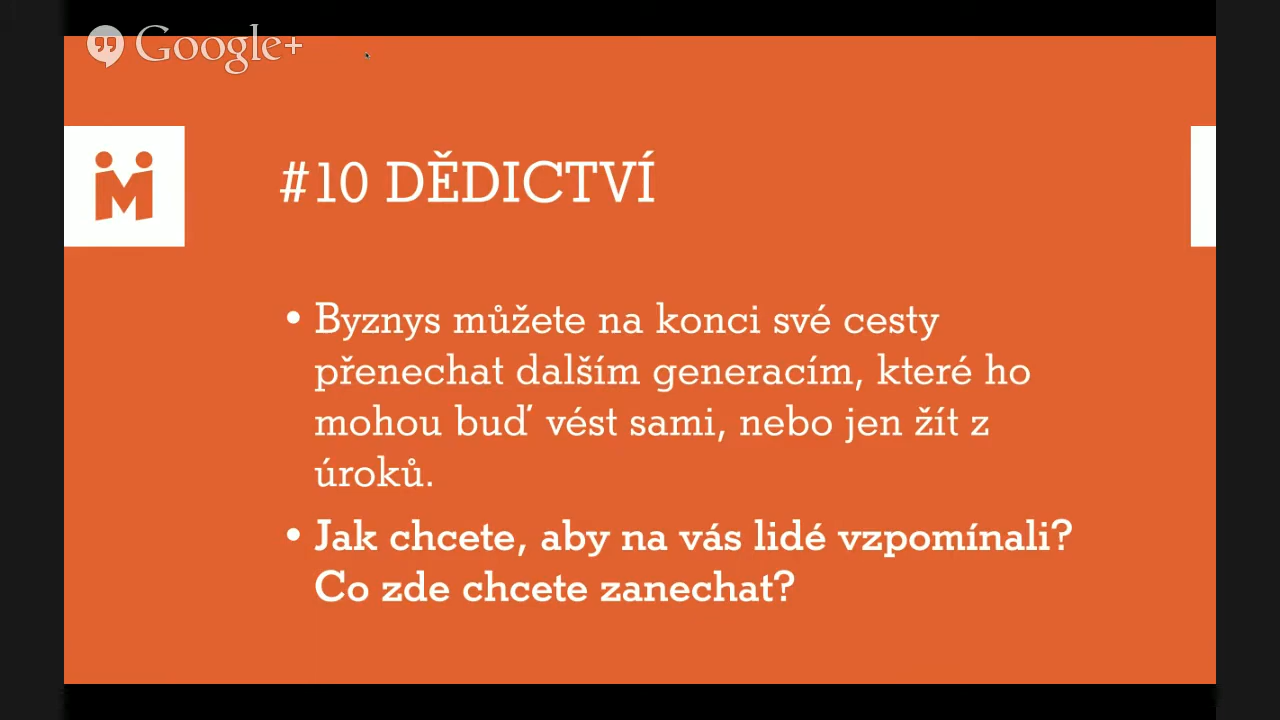 Google+
#10 DĚDICTVÍ
• Byznys můžete na konci své cesty
přenechat dalším generacím, které ho
mohou buď vést sami, nebo jen žít z
úroků.
• Jak chcete, aby na vás lidé vzpomínali?
Co zde chcete zanechat?